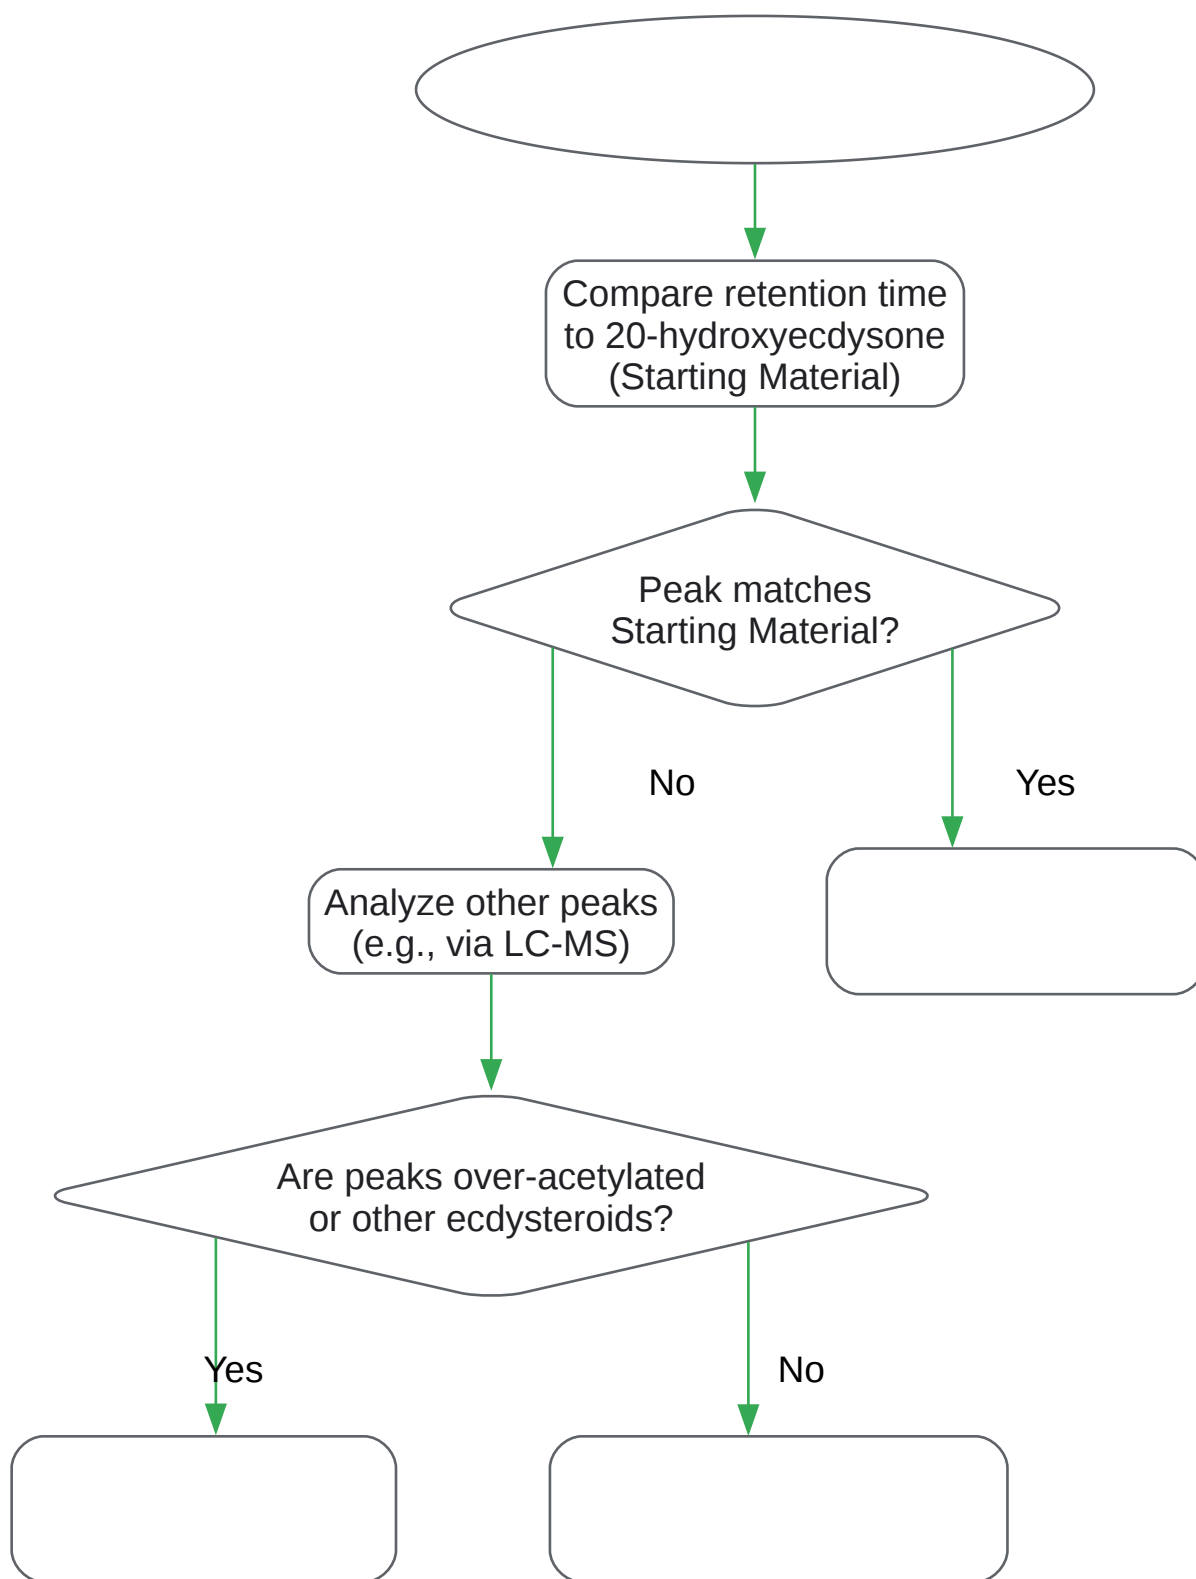 Compare retention time
to 20-hydroxyecdysone
(Starting Material)
Peak matches
Starting Material?
No
Yes
Analyze other peaks
(e.g., via LC-MS)
Are peaks over-acetylated
or other ecdysteroids?
Yes
No